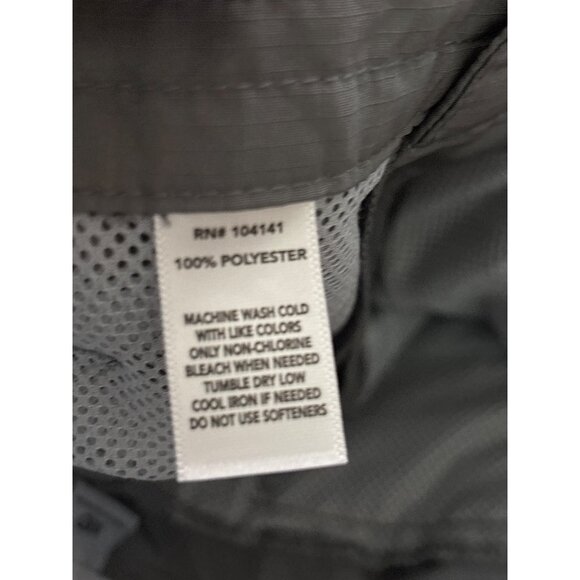 RN# 104141
100% POLYESTER
MACHINE WASH COLD
WITH LIKE COLORS
ONLY NON-CHLORINE
BLEACH WHEN NEEDED
TUMBLE DRY LOW
COOL IRON IF NEEDED
DO NOT USE SOFTENERS